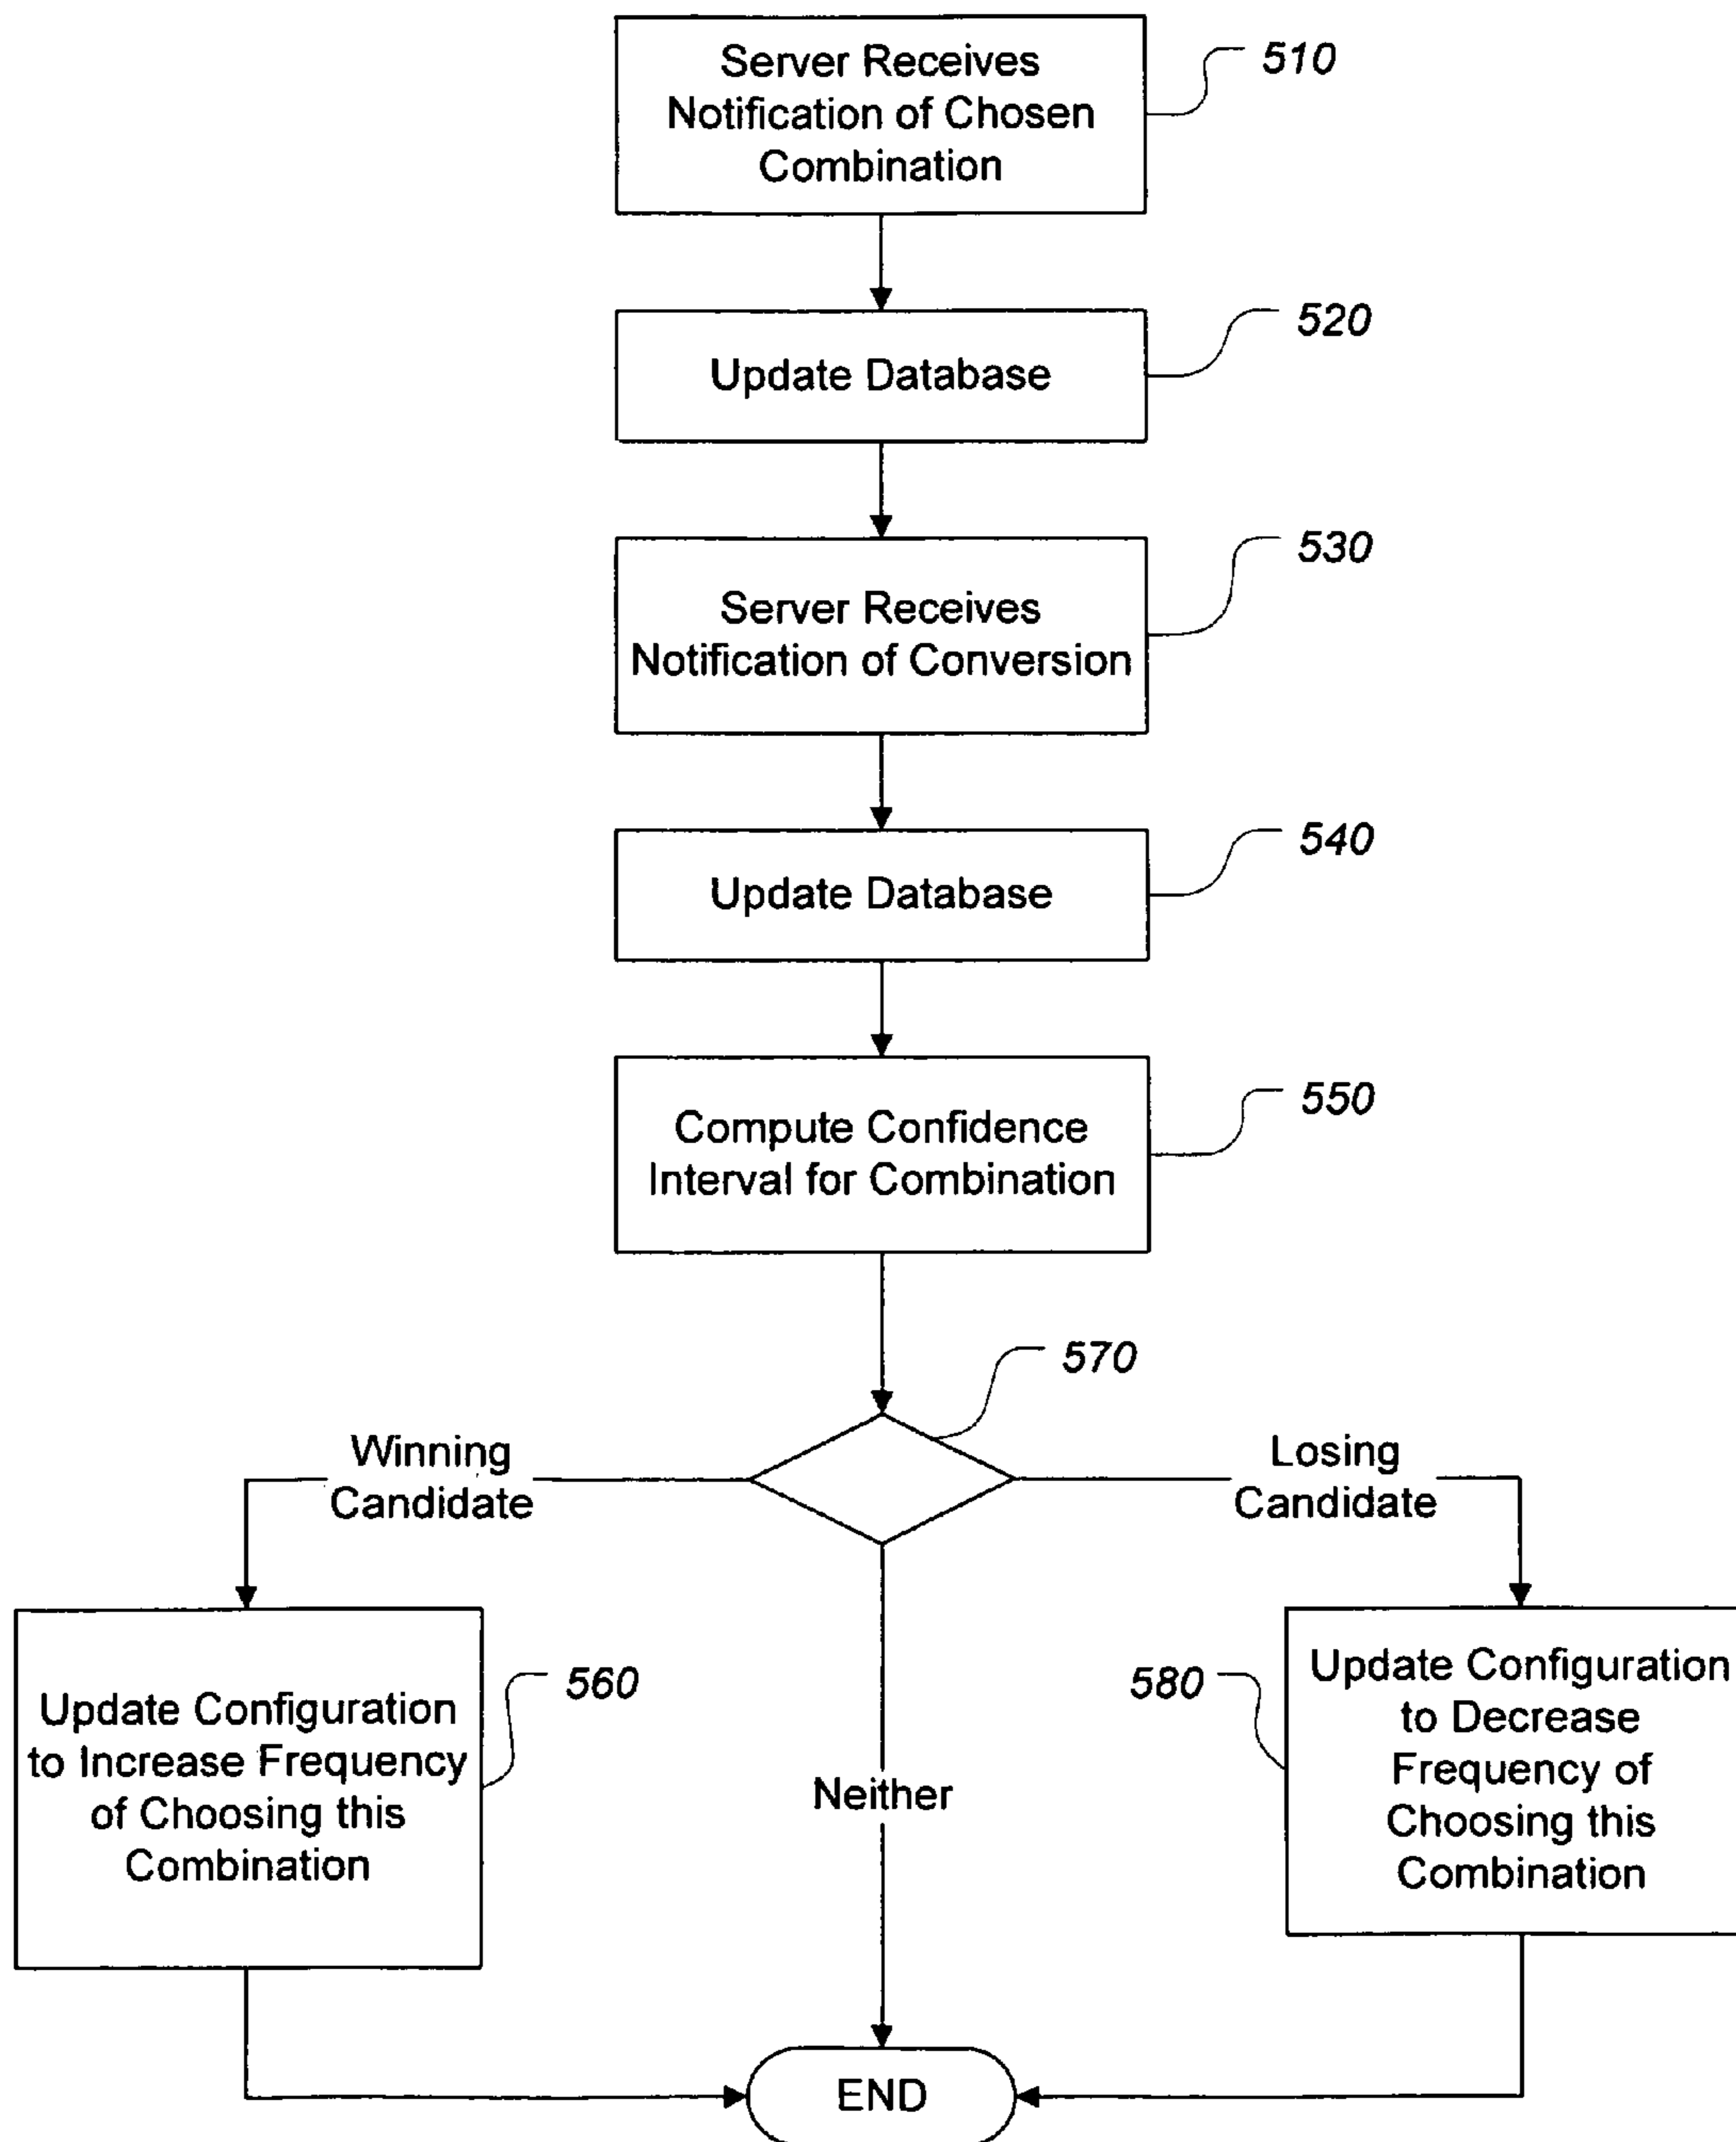 Server Receives
Notification of Chosen
Combination
510
Update Database
520
Server Receives
Notification of Conversion
530
Update Database
540
Compute Confidence
Interval for Combination
550
570
Winning
Candidate
Losing
Candidate
Update Configuration
to Increase Frequency
of Choosing this
Combination
560
Neither
580
Update Configuration
to Decrease
Frequency of
Choosing this
Combination
END